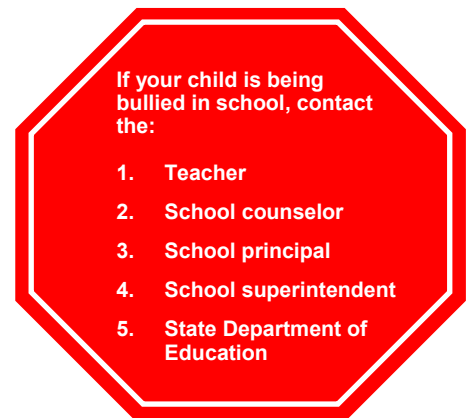 If your child is being
bullied in school, contact
the:
1. Teacher
2. School counselor
3. School principal
4. School superintendent
5. State Department of
Education